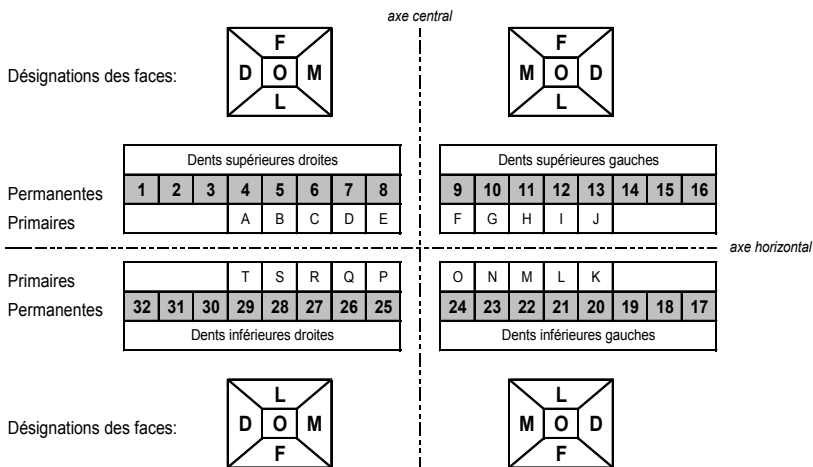 axe central
F F
Désignations des faces: D O M M O D
L L
Dents supérieures droites Dents supérieures gauches
Permanentes 1 2 3 4 5 6 7 8 9 10 11 12 13 14 15 16
Primaires A B C D E F G H I J
axe horizontal
Primaires T S R Q P O N M L K
Permanentes 32 31 30 29 28 27 26 25 24 23 22 21 20 19 18 17
Dents inférieures droites Dents inférieures gauches
L L
Désignations des faces: D O M M O D
F F